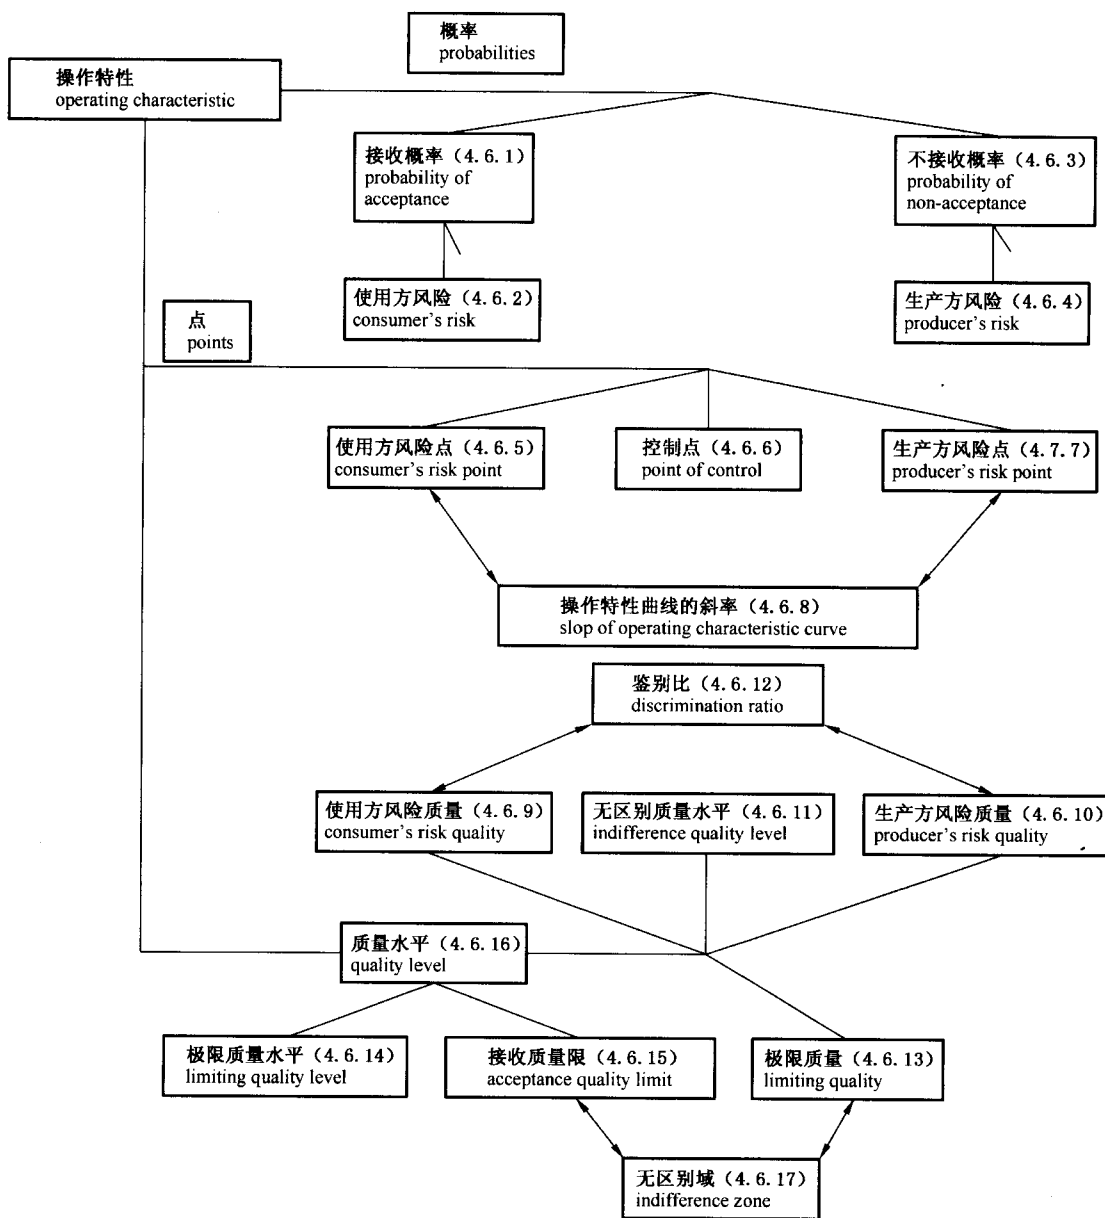 概率
probabilities
操作特性
operating characteristic
接收概率(4.6.1)
probability of
acceptance
不接收概率(4.6.3)
probability of
non-acceptance
使用方风险(4.6.2)
consumer's risk
生产方风险(4.6.4)
producer's risk
点
points
使用方风险点(4.6.5)
consumer's risk point
控制点(4.6.6)
point of control
生产方风险点(4.7.7)
producer's risk point
操作特性曲线的斜率(4.6.8)
slop of operating characteristic curve
鉴别比(4.6.12)
discrimination ratio
使用方风险质量(4.6.9)
consumer's risk quality
无区别质量水平(4.6.11)
indifference quality level
生产方风险质量(4.6.10)
producer's risk quality
质量水平(4.6.16)
quality level
极限质量水平(4.6.14)
limiting quality level
接收质量限(4.6.15)
acceptance quality limit
极限质量(4.6.13)
limiting quality
无区别域(4.6.17)
indifference zone